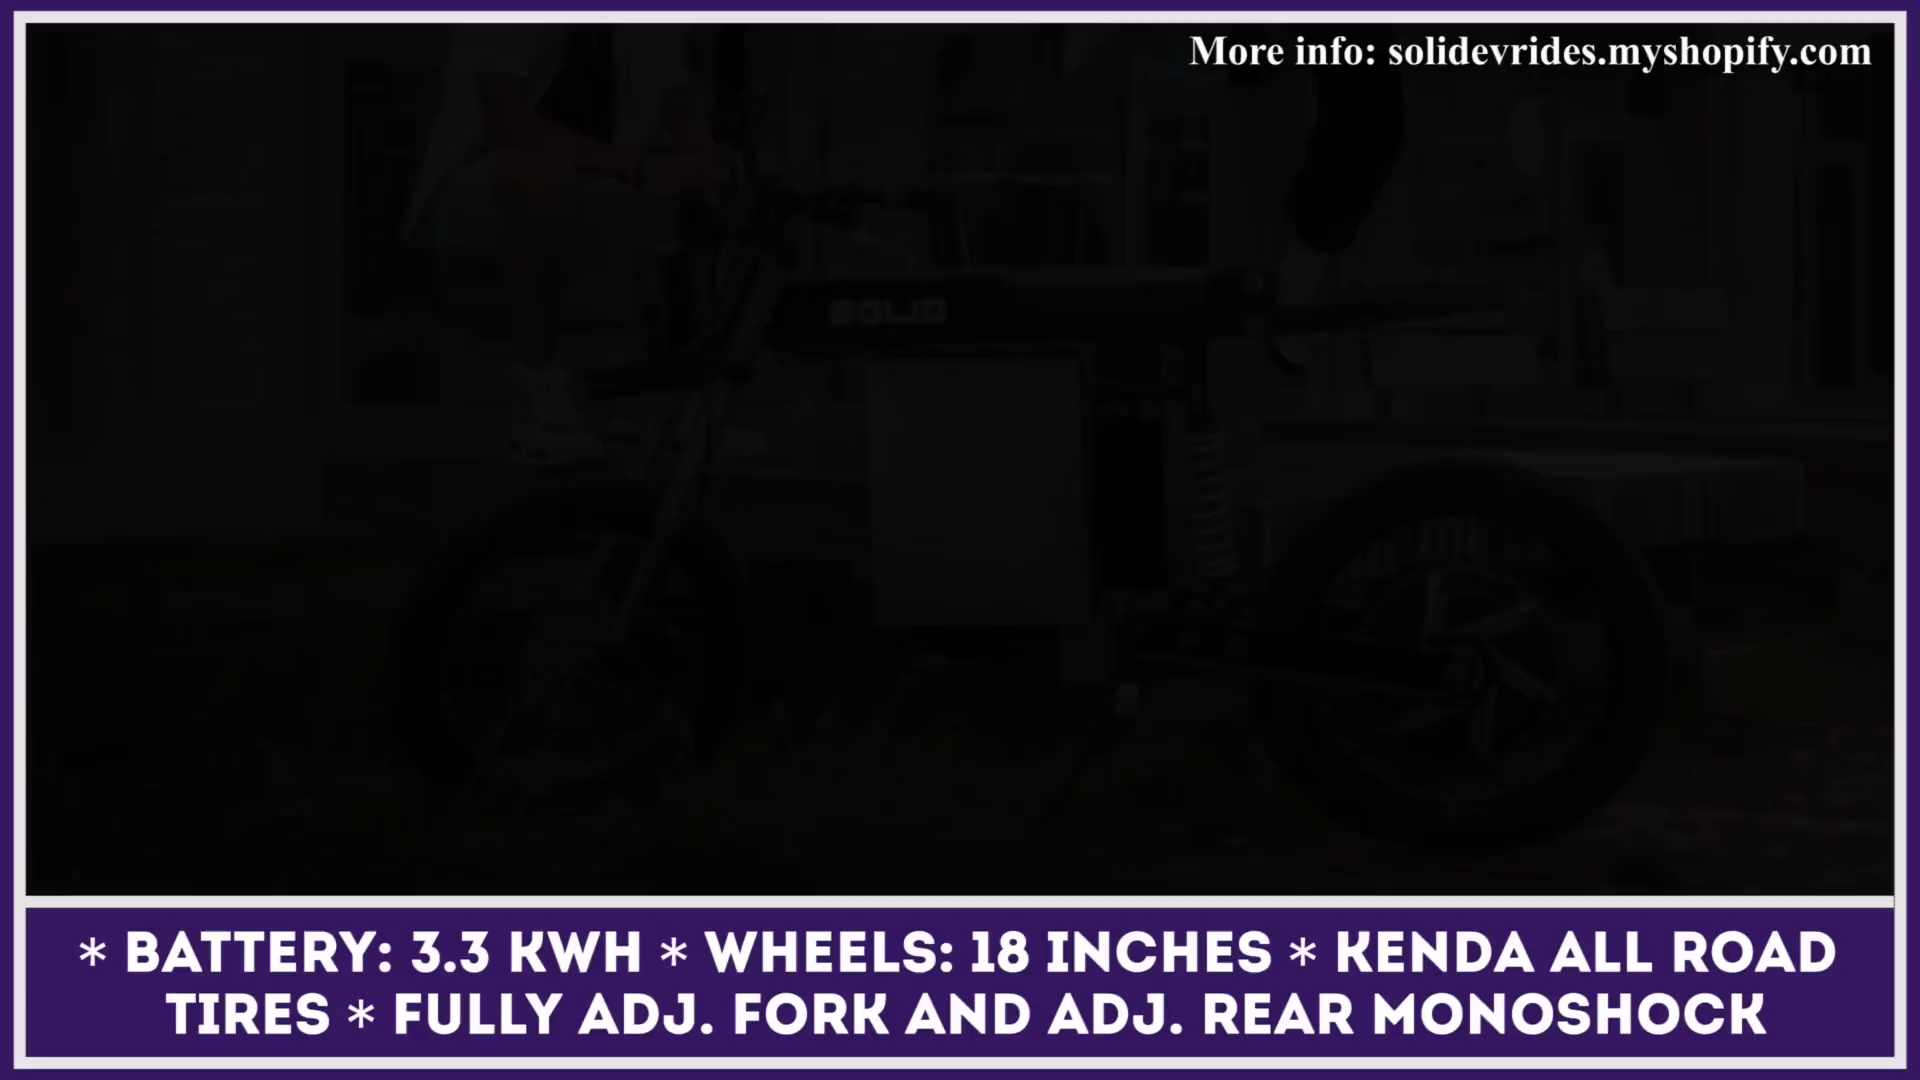 More info: solidevrides.myshopify.com
SOLID
* BATTERY: 3.3 KWH * WHEELS: 18 INCHES * KENDA ALL ROAD
TIRES * FULLY ADJ. FORK AND ADJ. REAR MONOSHOCK